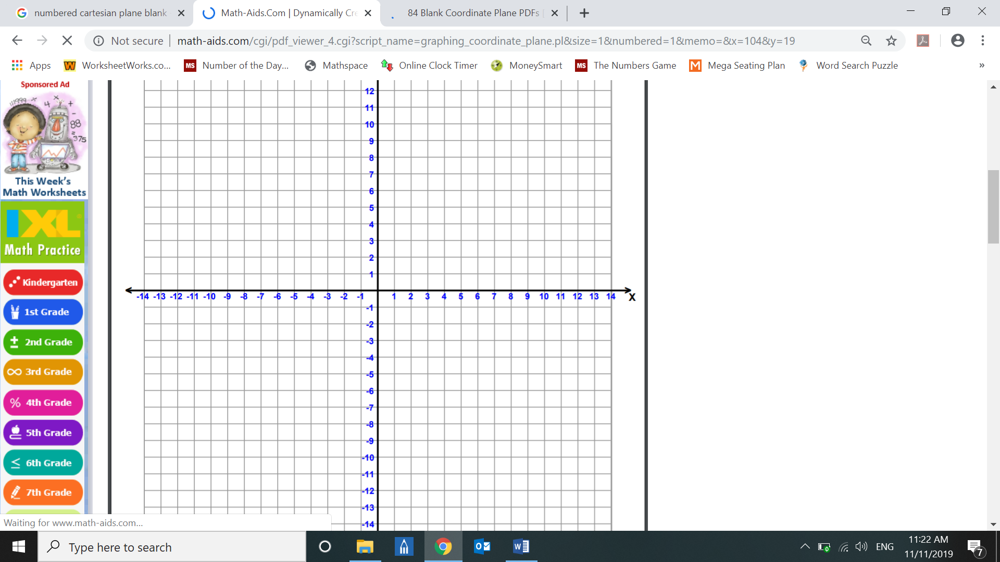 numbered cartesian plane blank
Math-Aids.Com | Dynamically Cre
84 Blank Coordinate Plane PDFs
Not secure
math-aids.com/cgi/pdf_viewer_4.cgi?script_name=graphing_coordinate_plane.pl&size=1&numbered=1&memo=&x=104&y=19
Apps WorksheetWorks.co... MS Number of the Day... Mathspace Online Clock Timer MoneySmart MS The Numbers Game M Mega Seating Plan Word Search Puzzle »
Sponsored Ad
111999 ÷ 4 × + -
88
= 375
This Week's
Math Worksheets
IXL
Math Practice
Kindergarten
1st Grade
± 2nd Grade
∞ 3rd Grade
% 4th Grade
5th Grade
≤ 6th Grade
7th Grade
12
11
10
9
8
7
6
5
4
3
2
1
-14 -13 -12 -11 -10 -9 -8 -7 -6 -5 -4 -3 -2 -1 1 2 3 4 5 6 7 8 9 10 11 12 13 14 X
-1
-2
-3
-4
-5
-6
-7
-8
-9
-10
-11
-12
-13
-14
Waiting for www.math-aids.com...
Type here to search
ENG
11:22 AM
11/11/2019
7